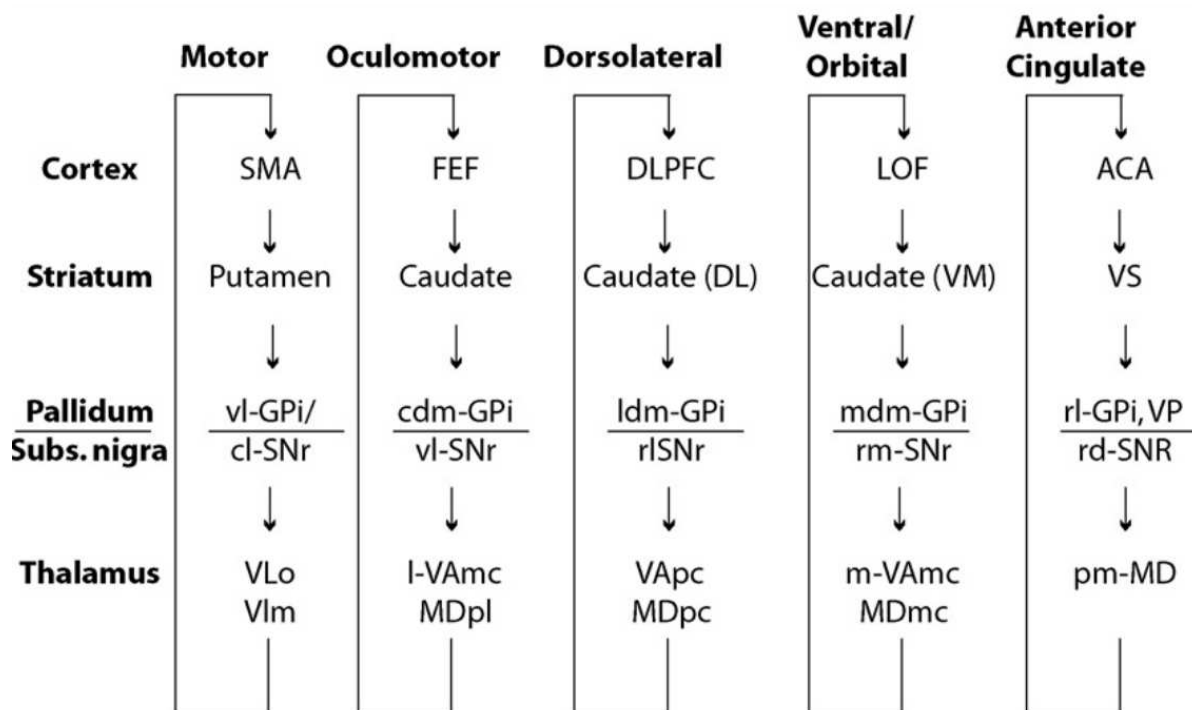 Motor Oculomotor Dorsolateral Ventral/ Orbital Anterior Cingulate
Cortex SMA FEF DLPFC LOF ACA
Striatum Putamen Caudate Caudate (DL) Caudate (VM) VS
Pallidum vl-GPi/ cdm-GPi ldm-GPi mdm-GPi rl-GPi, VP
Subs. nigra cl-SNr vl-SNr rlSNr rm-SNr rd-SNR
Thalamus VLo l-VAmc VApc m-VAmc pm-MD
Vlm MDpl MDpc MDmc